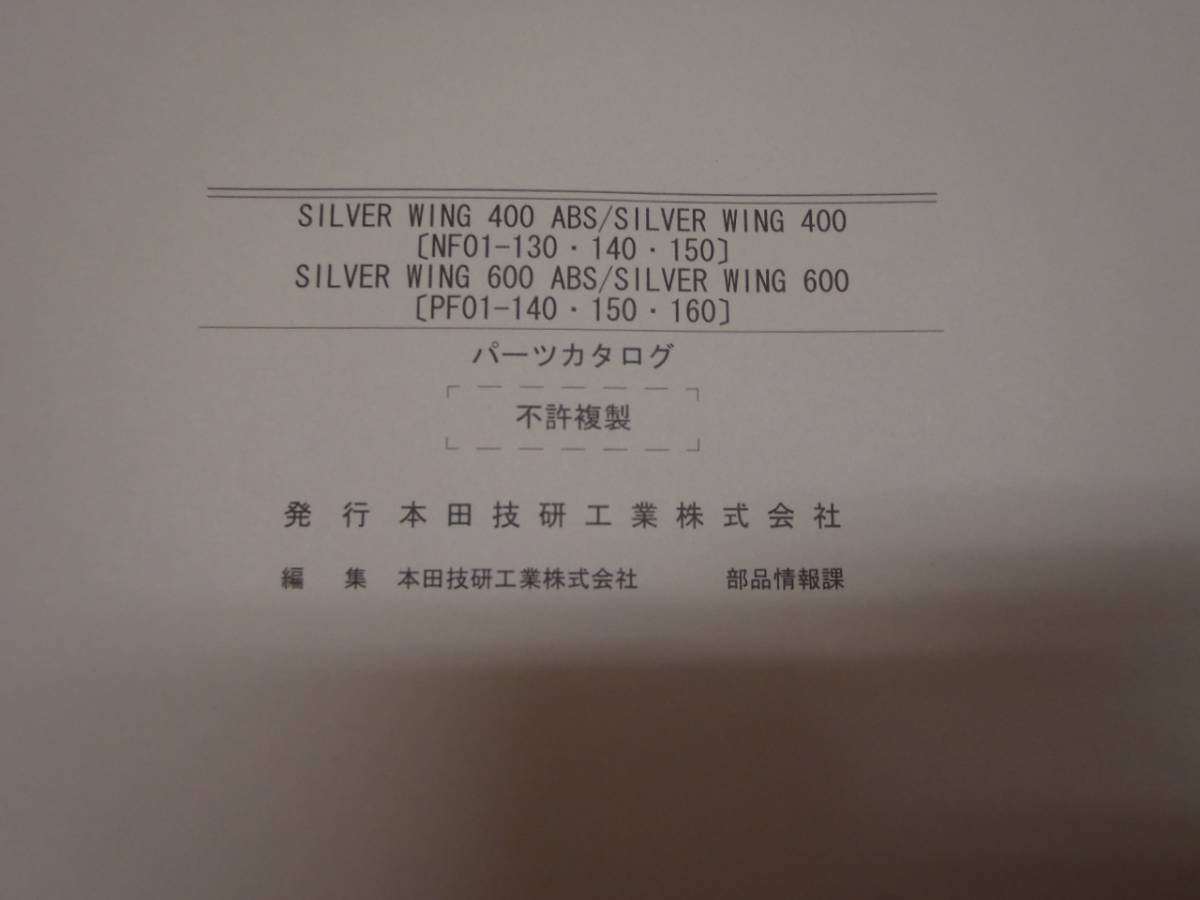 SILVER WING 400 ABS/SILVER WING 400
〔NF01-130・140・150〕
SILVER WING 600 ABS/SILVER WING 600
〔PF01-140・150・160〕
パーツカタログ
不許複製
発 行 本田技研工業株式会社
編 集 本田技研工業株式会社 部品情報課